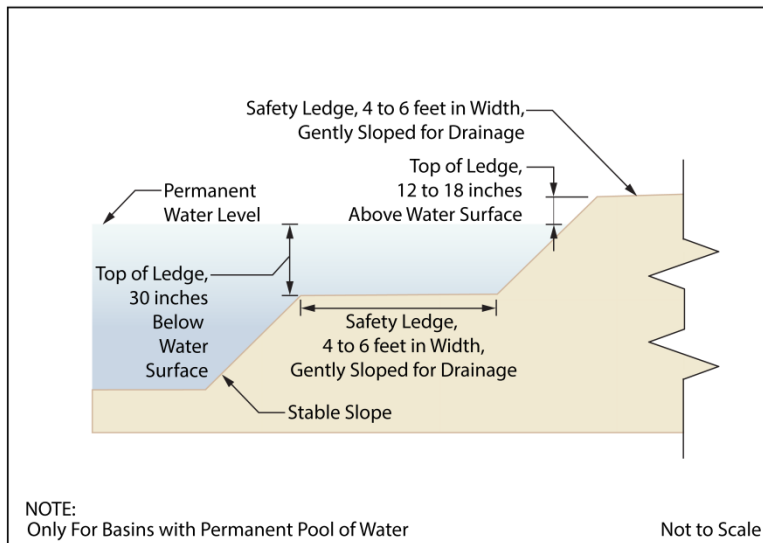 Safety Ledge, 4 to 6 feet in Width,
Gently Sloped for Drainage
Top of Ledge,
12 to 18 inches
Above Water Surface
Permanent
Water Level
Top of Ledge,
30 inches
Below
Water
Surface
Safety Ledge,
4 to 6 feet in Width,
Gently Sloped for Drainage
Stable Slope
NOTE:
Only For Basins with Permanent Pool of Water
Not to Scale